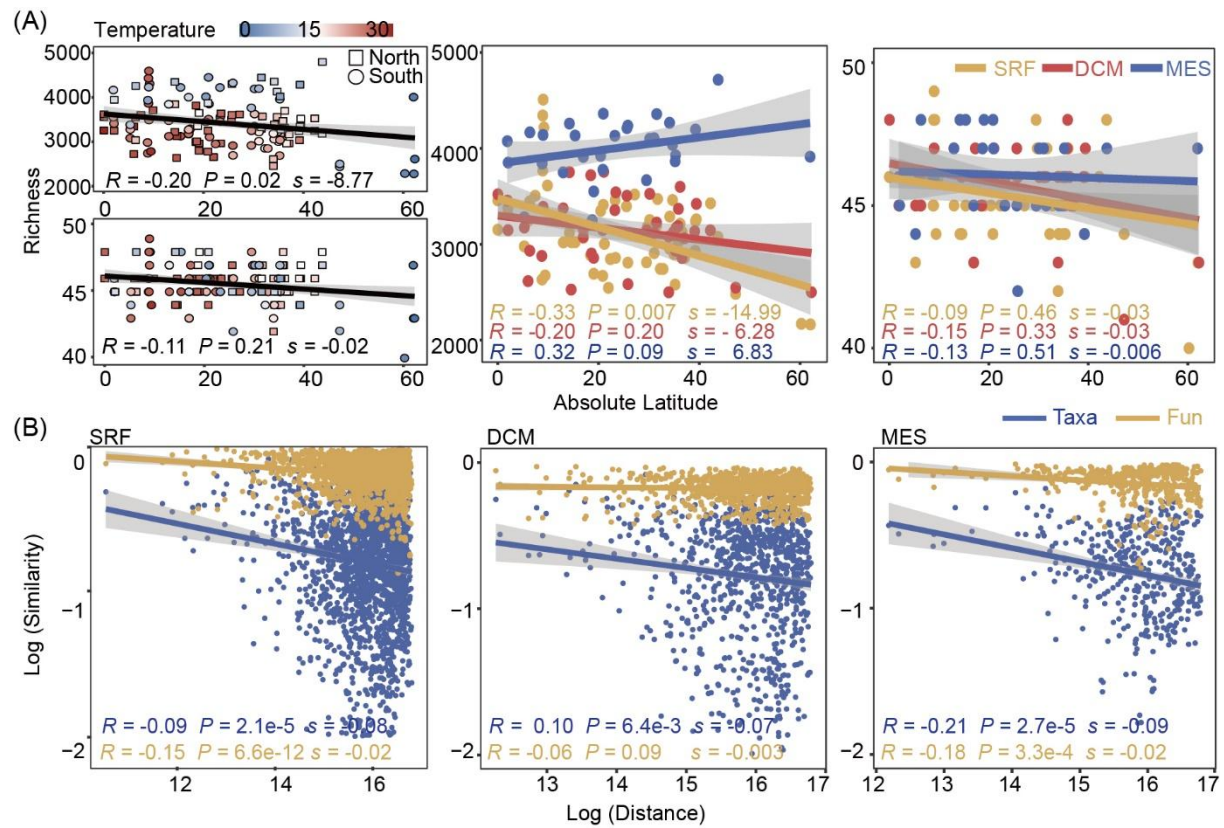 (A)
Temperature 0 15 30
North
South
5000
4000
3000
2000
R = -0.20 P = 0.02 s = -8.77
0 20 40 60
50
45
40
R = -0.11 P = 0.21 s = -0.02
0 20 40 60
Richness
5000
4000
3000
2000
R = -0.33 P = 0.007 s = -14.99
R = -0.20 P = 0.20 s = - 6.28
R = 0.32 P = 0.09 s = 6.83
0 20 40 60
Absolute Latitude
SRF DCM MES
50
45
40
R = -0.09 P = 0.46 s = -0.03
R = -0.15 P = 0.33 s = -0.03
R = -0.13 P = 0.51 s = -0.006
0 20 40 60
(B)
Taxa Fun
SRF
0
−1
−2
R = -0.09 P = 2.1e-5 s = -0.08
R = -0.15 P = 6.6e-12 s = -0.02
12 14 16
Log (Similarity)
DCM
0
−1
−2
R = 0.10 P = 6.4e-3 s = -0.07
R = -0.06 P = 0.09 s = -0.003
13 14 15 16 17
Log (Distance)
MES
0
−1
−2
R = -0.21 P = 2.7e-5 s = -0.09
R = -0.18 P = 3.3e-4 s = -0.02
12 13 14 15 16 17